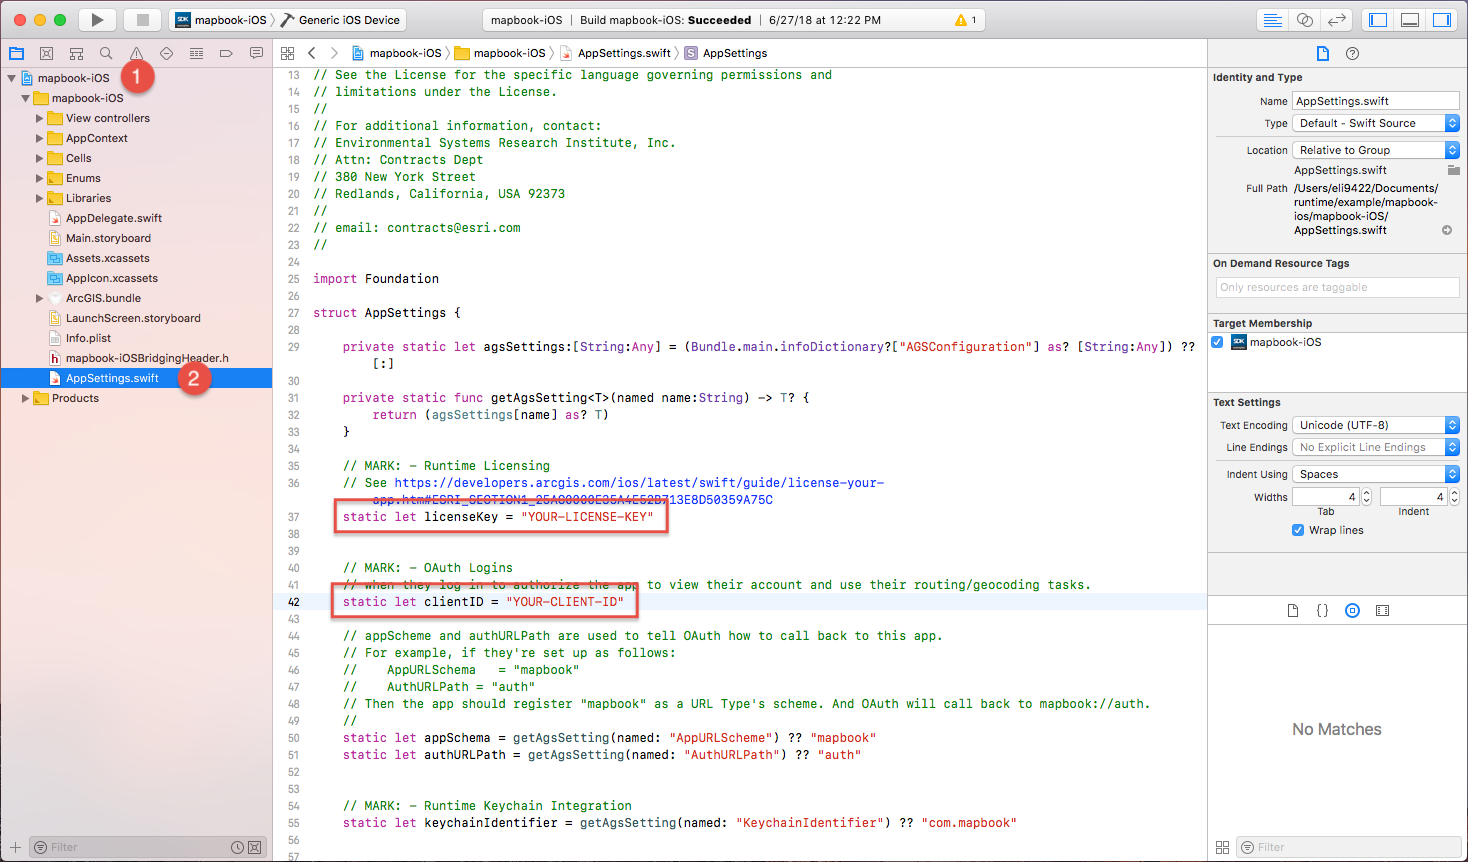 mapbook-iOS
Generic iOS Device
mapbook-iOS | Build mapbook-iOS: Succeeded | 6/27/18 at 12:22 PM
1
mapbook-iOS
mapbook-iOS
AppSettings.swift
S AppSettings
mapbook-iOS
1
mapbook-iOS
View controllers
AppContext
Cells
Enums
Libraries
AppDelegate.swift
Main.storyboard
Assets.xcassets
AppIcon.xcassets
ArcGIS.bundle
LaunchScreen.storyboard
Info.plist
h mapbook-iOSBridgingHeader.h
AppSettings.swift
2
Products
Filter
13 // See the License for the specific language governing permissions and
14 // limitations under the License.
15 //
16 // For additional information, contact:
17 // Environmental Systems Research Institute, Inc.
18 // Attn: Contracts Dept
19 // 380 New York Street
20 // Redlands, California, USA 92373
21 //
22 // email: contracts@esri.com
23 //
24
25 import Foundation
26
27 struct AppSettings {
28
29 private static let agsSettings:[String:Any] = (Bundle.main.infoDictionary?["AGSConfiguration"] as? [String:Any]) ??
[:]
30
31 private static func getAgsSetting<T>(named name:String) -> T? {
32 return (agsSettings[name] as? T)
33 }
34
35 // MARK: - Runtime Licensing
36 // See https://developers.arcgis.com/ios/latest/swift/guide/license-your-
37 static let licenseKey = "YOUR-LICENSE-KEY"
38
39
40 // MARK: - OAuth Logins
41 // when they log in to authorize the app to view their account and use their routing/geocoding tasks.
42 static let clientID = "YOUR-CLIENT-ID"
43
44 // appScheme and authURLPath are used to tell OAuth how to call back to this app.
45 // For example, if they're set up as follows:
46 // AppURLSchema = "mapbook"
47 // AuthURLPath = "auth"
48 // Then the app should register "mapbook" as a URL Type's scheme. And OAuth will call back to mapbook://auth.
49 //
50 static let appSchema = getAgsSetting(named: "AppURLScheme") ?? "mapbook"
51 static let authURLPath = getAgsSetting(named: "AuthURLPath") ?? "auth"
52
53
54 // MARK: - Runtime Keychain Integration
55 static let keychainIdentifier = getAgsSetting(named: "KeychainIdentifier") ?? "com.mapbook"
56
57
Identity and Type
Name AppSettings.swift
Type Default - Swift Source
Location Relative to Group
AppSettings.swift
Full Path /Users/eli9422/Documents/
runtime/example/mapbook-
ios/mapbook-iOS/
AppSettings.swift
On Demand Resource Tags
Only resources are taggable
Target Membership
SDK mapbook-iOS
Text Settings
Text Encoding Unicode (UTF-8)
Line Endings No Explicit Line Endings
Indent Using Spaces
Widths 4 4
Tab Indent
Wrap lines
{ }
No Matches
Filter